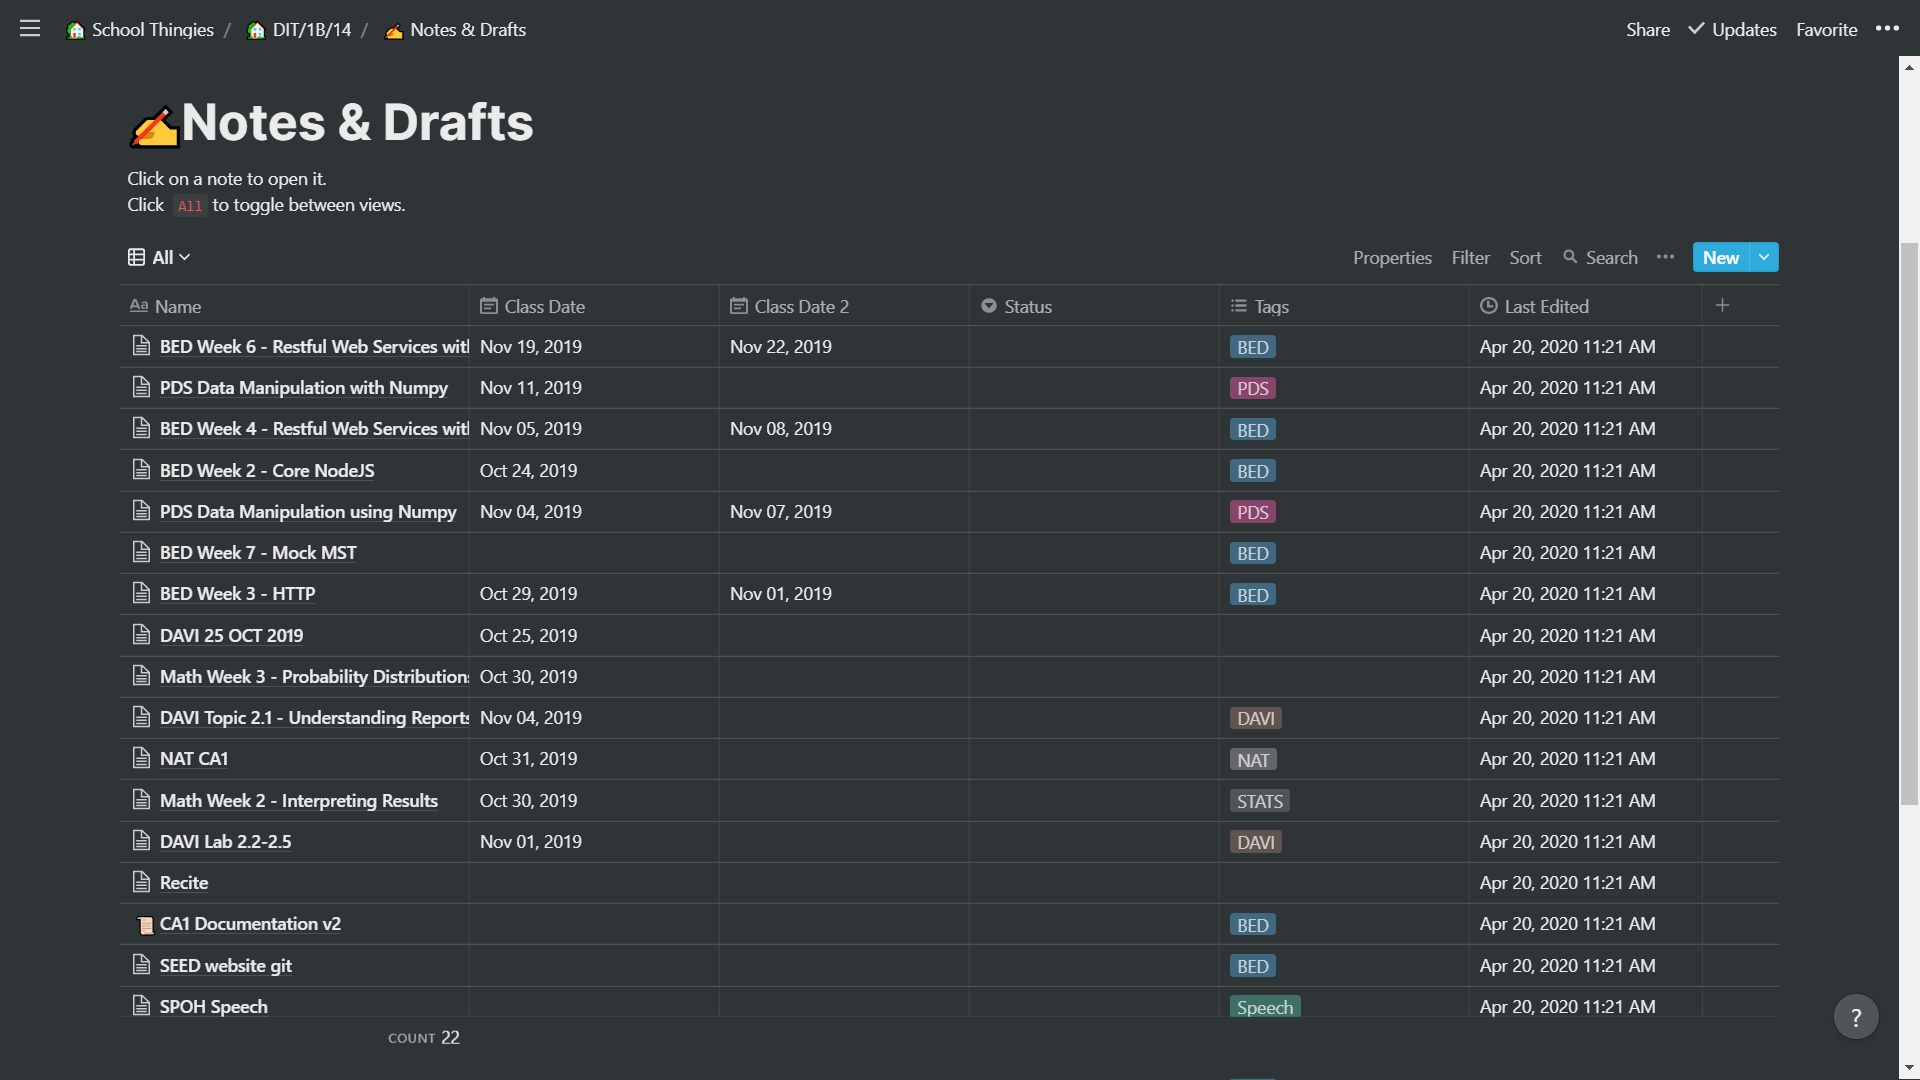 School Thingies / DIT/1B/14 / Notes & Drafts Share Updates Favorite
Notes & Drafts
Click on a note to open it.
Click All to toggle between views.
All Properties Filter Sort Search New
Aa Name Class Date Class Date 2 Status Tags Last Edited
BED Week 6 - Restful Web Services with Nov 19, 2019 Nov 22, 2019 BED Apr 20, 2020 11:21 AM
PDS Data Manipulation with Numpy Nov 11, 2019 PDS Apr 20, 2020 11:21 AM
BED Week 4 - Restful Web Services with Nov 05, 2019 Nov 08, 2019 BED Apr 20, 2020 11:21 AM
BED Week 2 - Core NodeJS Oct 24, 2019 BED Apr 20, 2020 11:21 AM
PDS Data Manipulation using Numpy Nov 04, 2019 Nov 07, 2019 PDS Apr 20, 2020 11:21 AM
BED Week 7 - Mock MST BED Apr 20, 2020 11:21 AM
BED Week 3 - HTTP Oct 29, 2019 Nov 01, 2019 BED Apr 20, 2020 11:21 AM
DAVI 25 OCT 2019 Oct 25, 2019 Apr 20, 2020 11:21 AM
Math Week 3 - Probability Distributions Oct 30, 2019 Apr 20, 2020 11:21 AM
DAVI Topic 2.1 - Understanding Reports Nov 04, 2019 DAVI Apr 20, 2020 11:21 AM
NAT CA1 Oct 31, 2019 NAT Apr 20, 2020 11:21 AM
Math Week 2 - Interpreting Results Oct 30, 2019 STATS Apr 20, 2020 11:21 AM
DAVI Lab 2.2-2.5 Nov 01, 2019 DAVI Apr 20, 2020 11:21 AM
Recite Apr 20, 2020 11:21 AM
CA1 Documentation v2 BED Apr 20, 2020 11:21 AM
SEED website git BED Apr 20, 2020 11:21 AM
SPOH Speech Speech Apr 20, 2020 11:21 AM
COUNT 22
?